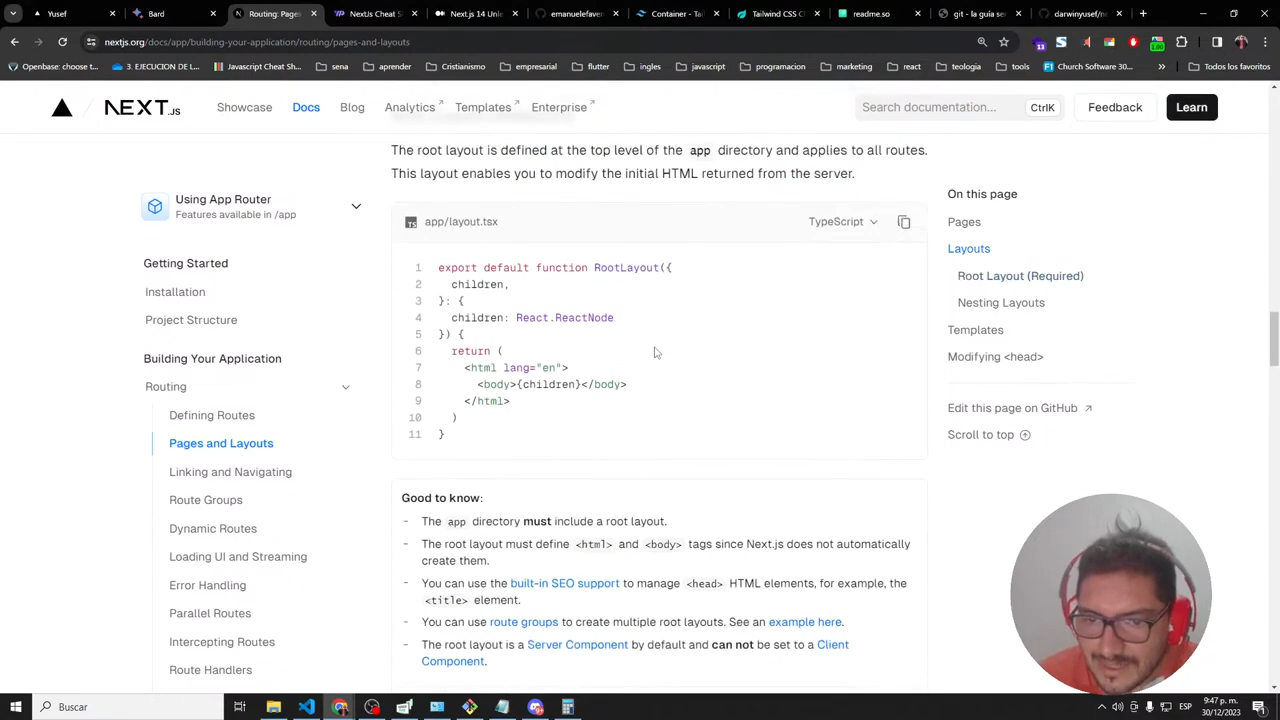 Yuse t
Bard
Routing: Pages
NextUs Cheat S
Next.js 14 Unle
emanuelefaven
Container - Tai
Tailwind CSS C
readme.so
git - la guía se
darwinyusef/ne
nextjs.org/docs/app/building-your-application/routing/pages-and-layouts
11
1.00
Openbase: choose t...
3. EJECUCION DE L...
Javascript Cheat Sh...
sena
aprender
Cristianismo
empresarial
flutter
ingles
javascript
programacion
marketing
react
teologia
tools
Church Software 30...
»
Todos los favoritos
NEXT.JS
Showcase
Docs
Blog
Analytics
Templates
Enterprise
Search documentation...
CtrlK
Feedback
Learn
Using App Router
Features available in /app
Getting Started
Installation
Project Structure
Building Your Application
Routing
Defining Routes
Pages and Layouts
Linking and Navigating
Route Groups
Dynamic Routes
Loading UI and Streaming
Error Handling
Parallel Routes
Intercepting Routes
Route Handlers
The root layout is defined at the top level of the app directory and applies to all routes.
This layout enables you to modify the initial HTML returned from the server.
TS app/layout.tsx
TypeScript
1 export default function RootLayout({
2 children,
3 }: {
4 children: React.ReactNode
5 }) {
6 return (
7 <html lang="en">
8 <body>{children}</body>
9 </html>
10 )
11 }
Good to know:
- The app directory must include a root layout.
- The root layout must define <html> and <body> tags since Next.js does not automatically
create them.
- You can use the built-in SEO support to manage <head> HTML elements, for example, the
<title> element.
- You can use route groups to create multiple root layouts. See an example here.
- The root layout is a Server Component by default and can not be set to a Client
Component.
On this page
Pages
Layouts
Root Layout (Required)
Nesting Layouts
Templates
Modifying <head>
Edit this page on GitHub
Scroll to top
Buscar
ESP
9:47 p. m.
30/12/2023